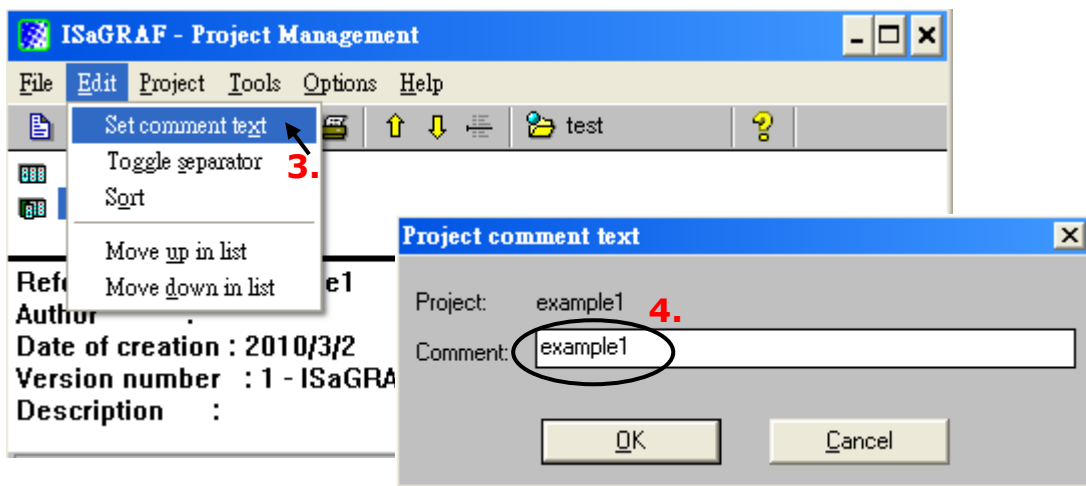 ISaGRAF - Project Management
File Edit Project Tools Options Help
Set comment text
test
Toggle separator
3.
Sort
Move up in list
Move down in list
Project comment text
Project: example1
4.
Comment: example1
OK Cancel
e1
Date of creation : 2010/3/2
Version number : 1 -
Description :